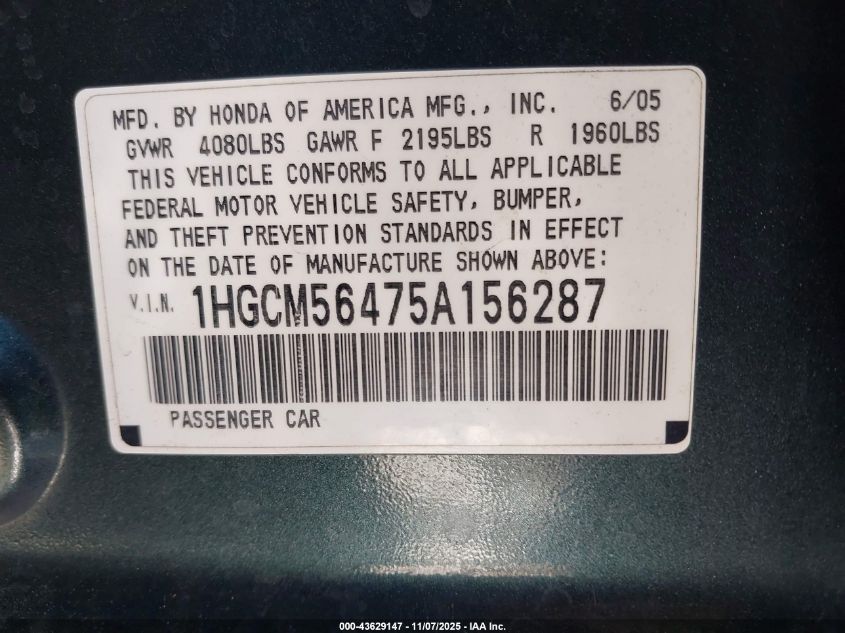 MFD. BY HONDA OF AMERICA MFG., INC. 6/05
GVWR 4080LBS GAWR F 2195LBS R 1960LBS
THIS VEHICLE CONFORMS TO ALL APPLICABLE
FEDERAL MOTOR VEHICLE SAFETY, BUMPER,
AND THEFT PREVENTION STANDARDS IN EFFECT
ON THE DATE OF MANUFACTURE SHOWN ABOVE:
V.I.N. 1HGCM56475A156287
PASSENGER CAR
000-43629147 - 11/07/2025 - IAA Inc.